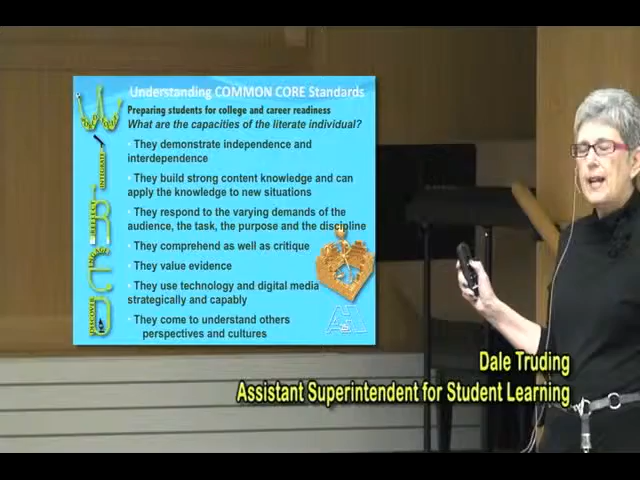 Understanding COMMON CORE Standards
Preparing students for college and career readiness
What are the capacities of the literate individual?
They demonstrate independence and
interdependence
They build strong content knowledge and can
apply the knowledge to new situations
They respond to the varying demands of the
audience, the task, the purpose and the discipline
They comprehend as well as critique
They value evidence
They use technology and digital media
strategically and capably
They come to understand others
perspectives and cultures
INTEGRATE
REFLECT
DISCOVER
Dale Truding
Assistant Superintendent for Student Learning